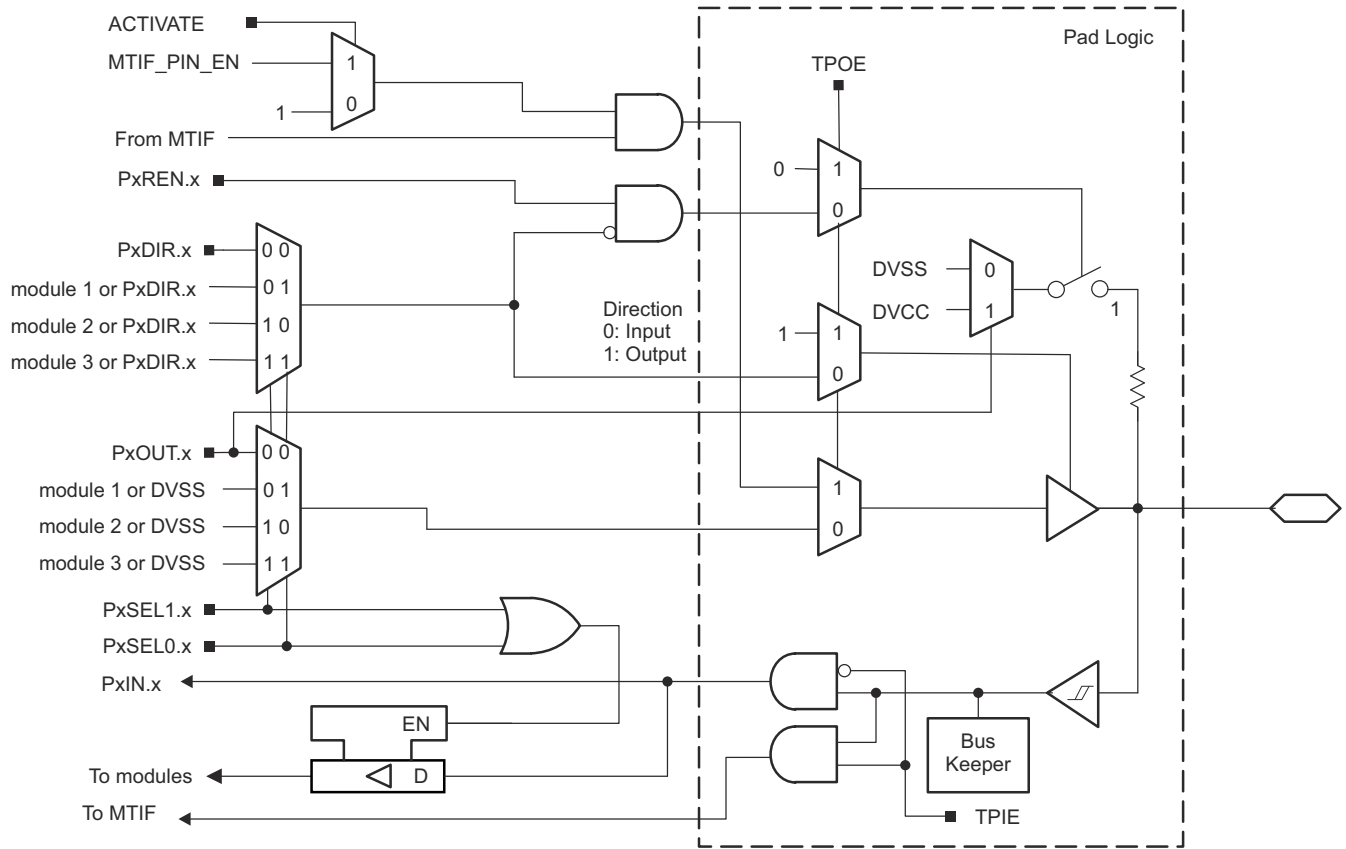 ACTIVATE
MTIF_PIN_EN
1
0
1
From MTIF
PxREN.x
Pad Logic
TPOE
0
1
0
PxDIR.x
0 0
module 1 or PxDIR.x
0 1
module 2 or PxDIR.x
1 0
module 3 or PxDIR.x
1 1
Direction
0: Input
1: Output
DVSS
0
DVCC
1
1
1
1
0
PxOUT.x
0 0
module 1 or DVSS
0 1
module 2 or DVSS
1 0
module 3 or DVSS
1 1
1
0
PxSEL1.x
PxSEL0.x
PxIN.x
EN
D
Bus
Keeper
To modules
To MTIF
TPIE